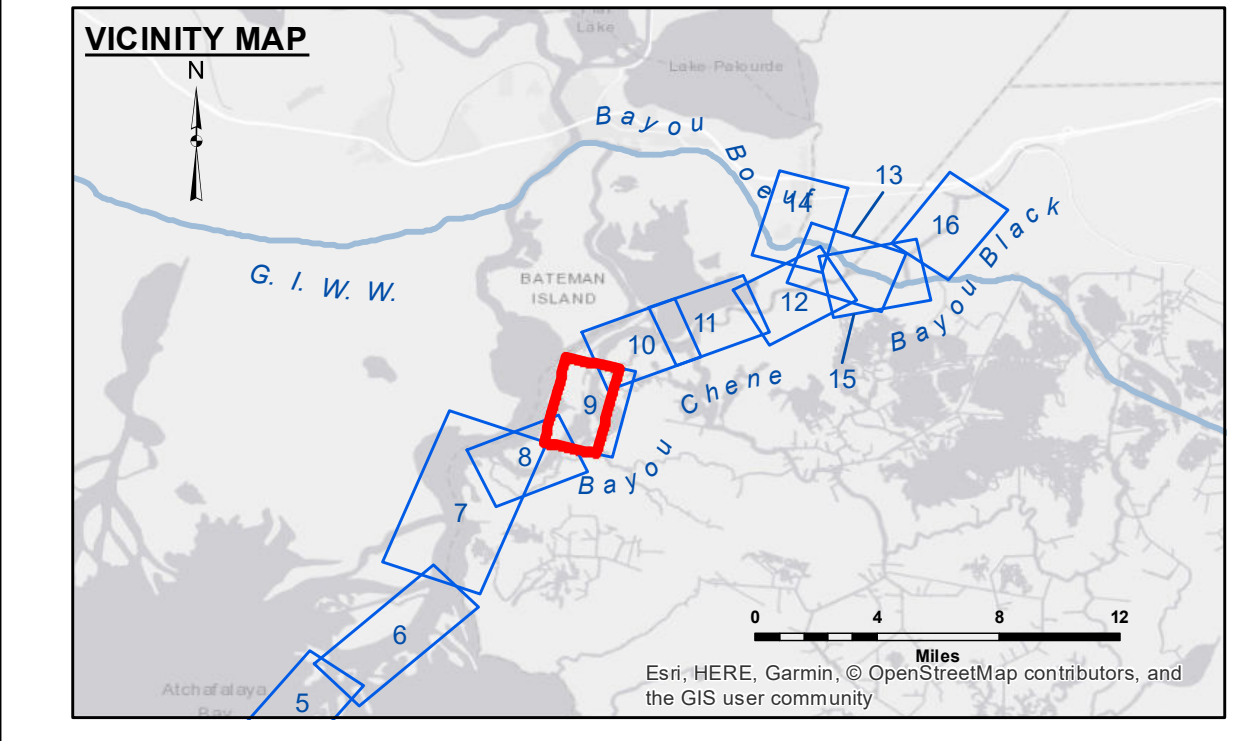 VICINITY MAP
N
Lake
Lake Palourde
Bayou
Boeuf
13
14
16
Bayou Black
G. I. W. W.
BATEMAN
ISLAND
12
11
10
15
Chene
9
Bayou
8
7
6
5
Atchafalaya
Bay
0 4 8 12
Miles
Esri, HERE, Garmin, © OpenStreetMap contributors, and
the GIS user community